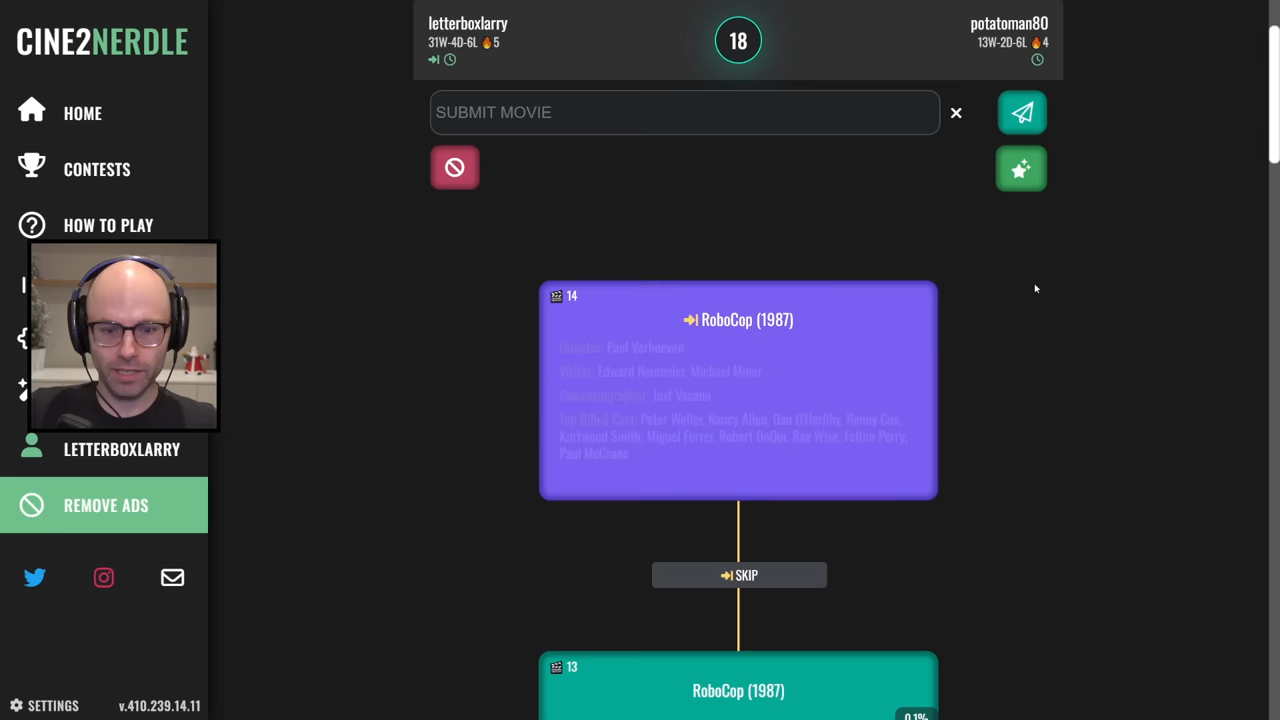 CINE2NERDLE
HOME
CONTESTS
HOW TO PLAY
LETTERBOXLARRY
REMOVE ADS
SETTINGS
v.410.239.14.11
letterboxlarry
31W-4D-6L 🔥5
18
potatoman80
13W-2D-6L 🔥4
SUBMIT MOVIE
14
RoboCop (1987)
Director: Paul Verhoeven
Writer: Edward Neumeier, Michael Miner
Cinematographer: Jost Vacano
Top Billed Cast: Peter Weller, Nancy Allen, Dan O'Herlihy, Ronny Cox,
Kurtwood Smith, Miguel Ferrer, Robert DoQui, Ray Wise, Felton Perry,
Paul McCrane
SKIP
13
RoboCop (1987)
0.1%